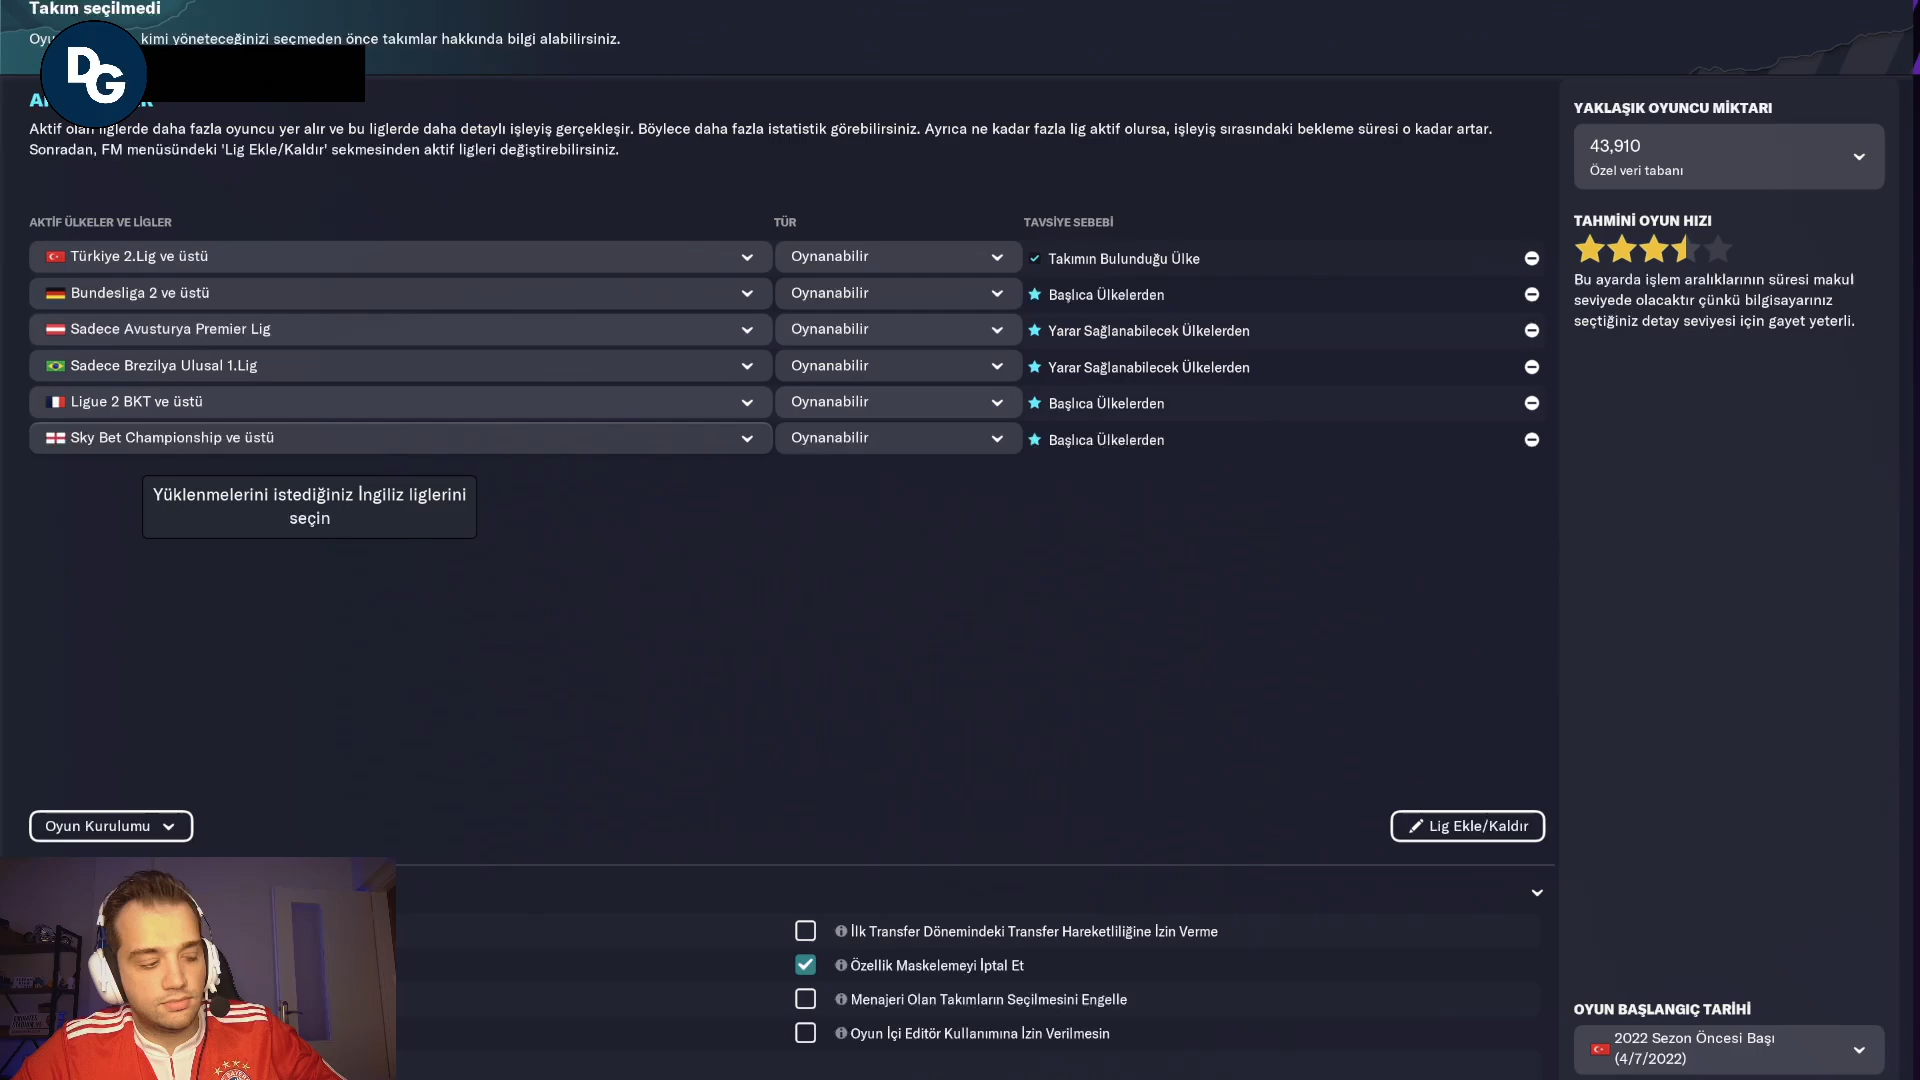 Takım seçilmedi
kimi yöneteceğinizi seçmeden önce takımlar hakkında bilgi alabilirsiniz.
DG
Aktif olan liglerde daha fazla oyuncu yer alır ve bu liglerde daha detaylı işleyiş gerçekleşir. Böylece daha fazla istatistik görebilirsiniz. Ayrıca ne kadar fazla lig aktif olursa, işleyiş sırasındaki bekleme süresi o kadar artar.
Sonradan, FM menüsündeki 'Lig Ekle/Kaldır' sekmesinden aktif ligleri değiştirebilirsiniz.
AKTİF ÜLKELER VE LİGLER TÜR TAVSİYE SEBEBİ
Türkiye 2.Lig ve üstü Oynanabilir Takımın Bulunduğu Ülke
Bundesliga 2 ve üstü Oynanabilir Başlıca Ülkelerden
Sadece Avusturya Premier Lig Oynanabilir Yarar Sağlanabilecek Ülkelerden
Sadece Brezilya Ulusal 1.Lig Oynanabilir Yarar Sağlanabilecek Ülkelerden
Ligue 2 BKT ve üstü Oynanabilir Başlıca Ülkelerden
Sky Bet Championship ve üstü Oynanabilir Başlıca Ülkelerden
Yüklenmelerini istediğiniz İngiliz liglerini
seçin
Oyun Kurulumu
Lig Ekle/Kaldır
İlk Transfer Dönemindeki Transfer Hareketliliğine İzin Verme
Özellik Maskelemeyi İptal Et
Menajeri Olan Takımların Seçilmesini Engelle
Oyun İçi Editör Kullanımına İzin Verilmesin
YAKLAŞIK OYUNCU MİKTARI
43,910
Özel veri tabanı
TAHMİNİ OYUN HIZI
Bu ayarda işlem aralıklarının süresi makul
seviyede olacaktır çünkü bilgisayarınız
seçtiğiniz detay seviyesi için gayet yeterli.
OYUN BAŞLANGIÇ TARİHİ
2022 Sezon Öncesi Başı
(4/7/2022)